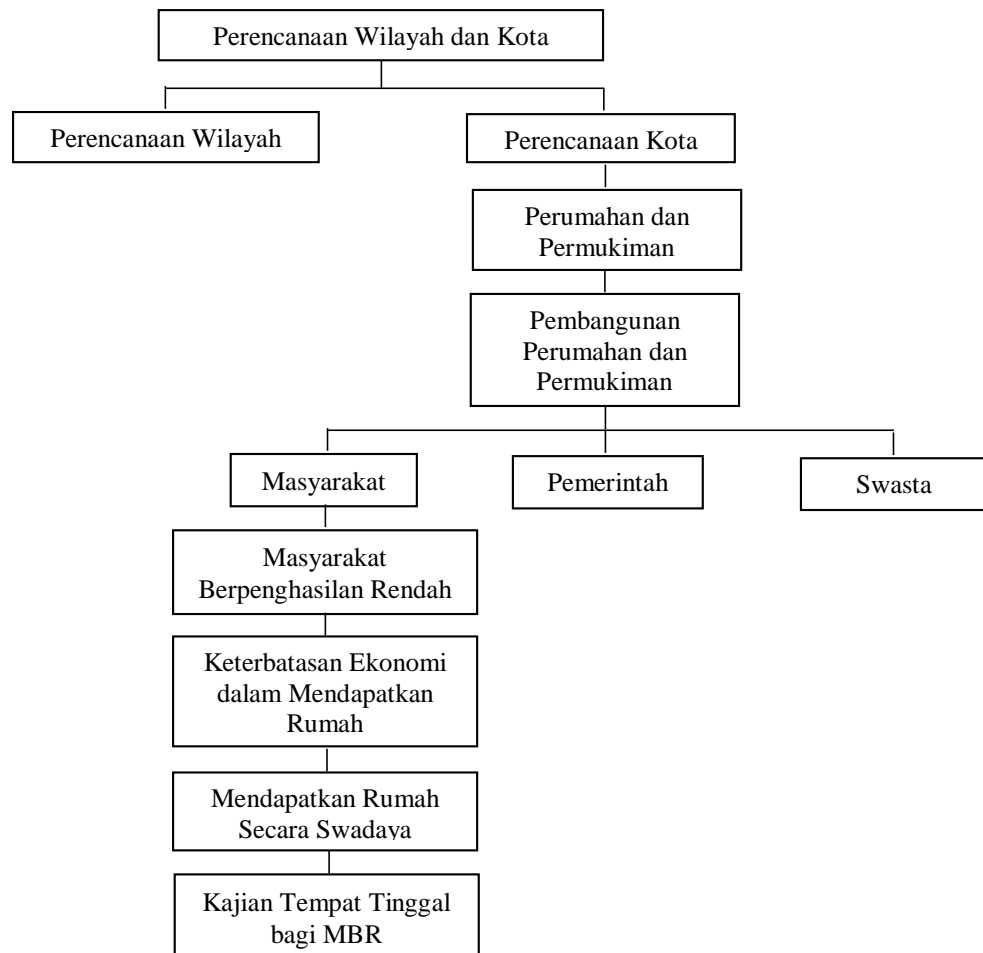 Perencanaan Wilayah dan Kota
Perencanaan Wilayah
Perencanaan Kota
Perumahan dan
Permukiman
Pembangunan
Perumahan dan
Permukiman
Masyarakat
Pemerintah
Swasta
Masyarakat
Berpenghasilan Rendah
Keterbatasan Ekonomi
dalam Mendapatkan
Rumah
Mendapatkan Rumah
Secara Swadaya
Kajian Tempat Tinggal
bagi MBR